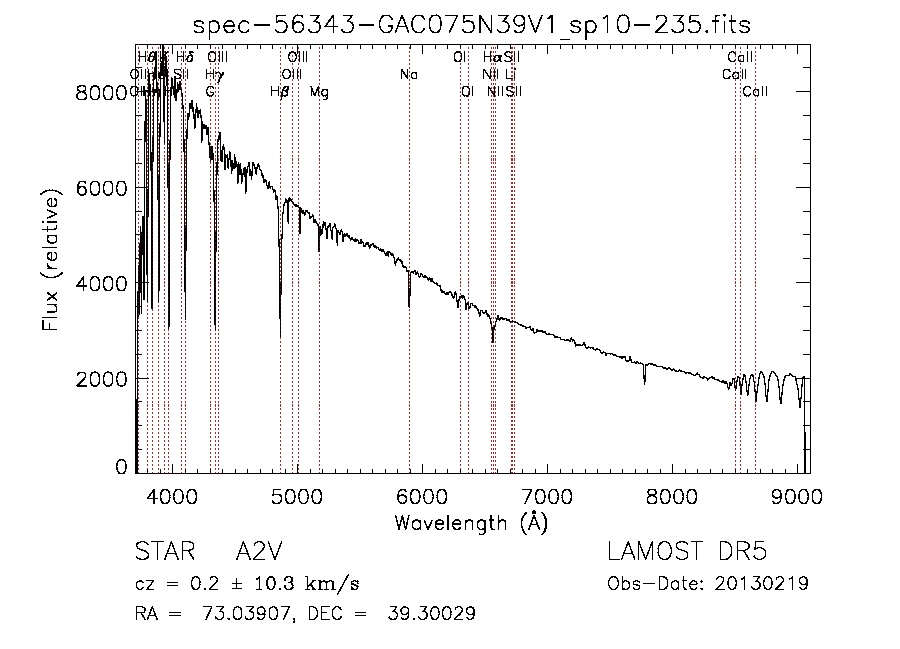 spec-56343-GAC075N39V1_sp10-235.fits
Hδ OIII OIII OI Hα SII CaII
SII Hγ OIII Na NII Li CaII
G Hβ Mg OI NII SII CaII
8000
6000
4000
2000
0
Flux (relative)
4000 5000 6000 7000 8000 9000
Wavelength (Å)
STAR A2V LAMOST DR5
cz = 0.2 ± 10.3 km/s Obs-Date: 20130219
RA = 73.03907, DEC = 39.30029